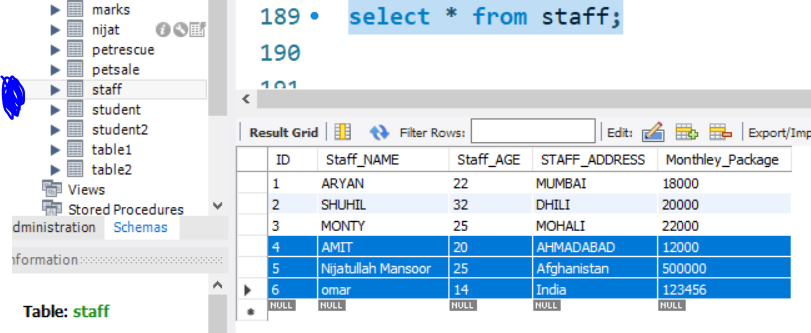 marks
nijat
petrescue
petsale
staff
student
student2
table1
table2
Views
Stored Procedures
dministration Schemas
nformation
Table: staff
189 select * from staff;
190
191
Result Grid Filter Rows: Edit: Export/Imp
ID Staff_NAME Staff_AGE STAFF_ADDRESS Monthley_Package
1 ARYAN 22 MUMBAI 18000
2 SHUHIL 32 DHILI 20000
3 MONTY 25 MOHALI 22000
4 AMIT 20 AHMADABAD 12000
5 Nijatullah Mansoor 25 Afghanistan 500000
6 omar 14 India 123456
NULL NULL NULL NULL NULL